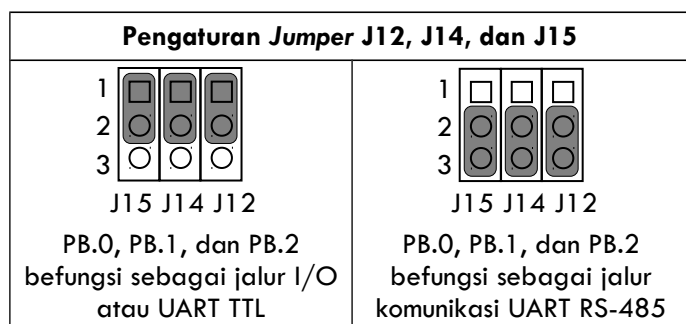 Pengaturan Jumper J12, J14, dan J15
1
2
3
J15 J14 J12
PB.0, PB.1, dan PB.2
befungsi sebagai jalur I/O
atau UART TTL
1
2
3
J15 J14 J12
PB.0, PB.1, dan PB.2
befungsi sebagai jalur
komunikasi UART RS-485